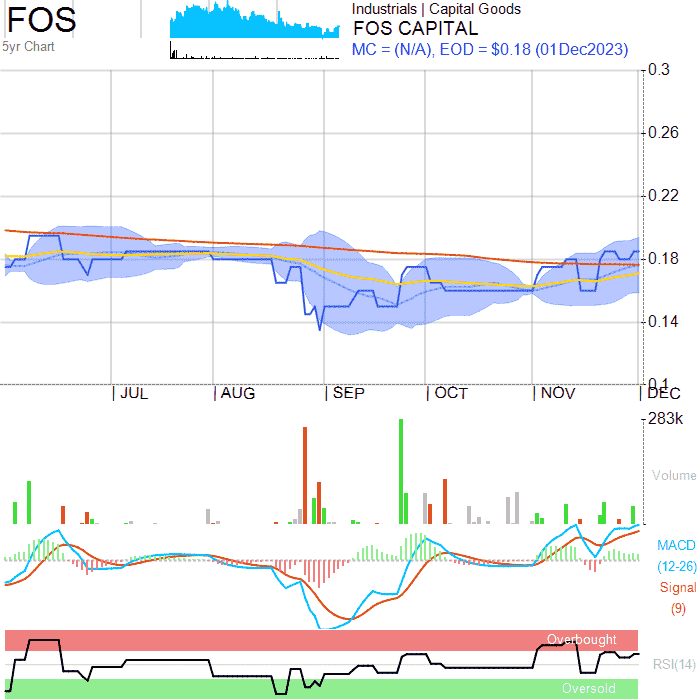 FOS
Industrials | Capital Goods
FOS CAPITAL
5yr Chart
MC = (N/A), EOD = $0.18 (01Dec2023)
0.3
0.26
0.22
0.18
0.14
0.1
JUL AUG SEP OCT NOV DEC
283k
Volume
MACD
(12-26)
Signal
(9)
Overbought
RSI(14)
Oversold